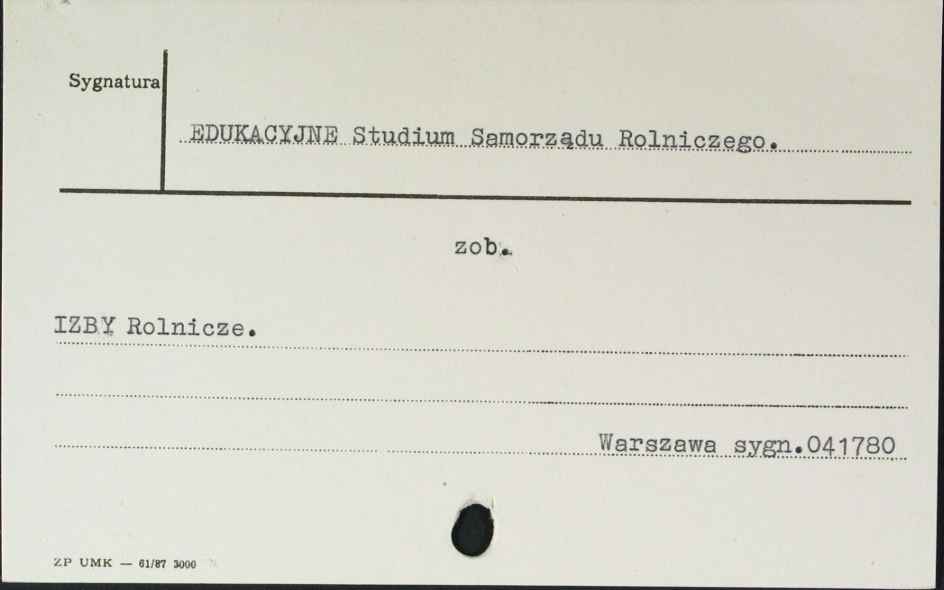 Sygnatura
EDUKACYJNE Studium Samorządu Rolniczego.
zob.
IZBY Rolnicze.
Warszawa sygn.041780
ZP UMK — 61/87 3000